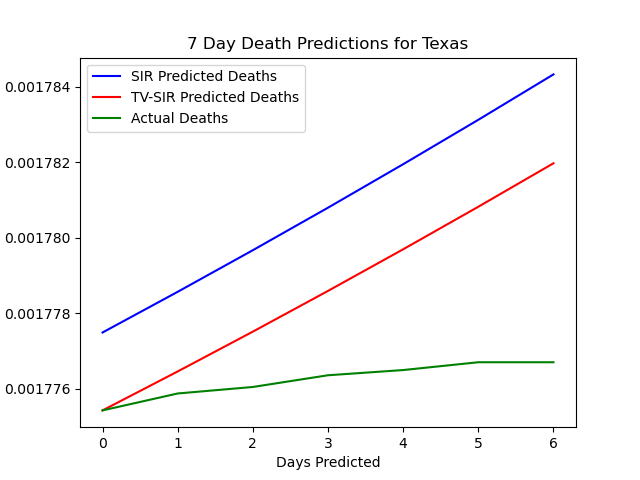 7 Day Death Predictions for Texas
SIR Predicted Deaths
TV-SIR Predicted Deaths
Actual Deaths
0.001784
0.001782
0.001780
0.001778
0.001776
0 1 2 3 4 5 6
Days Predicted